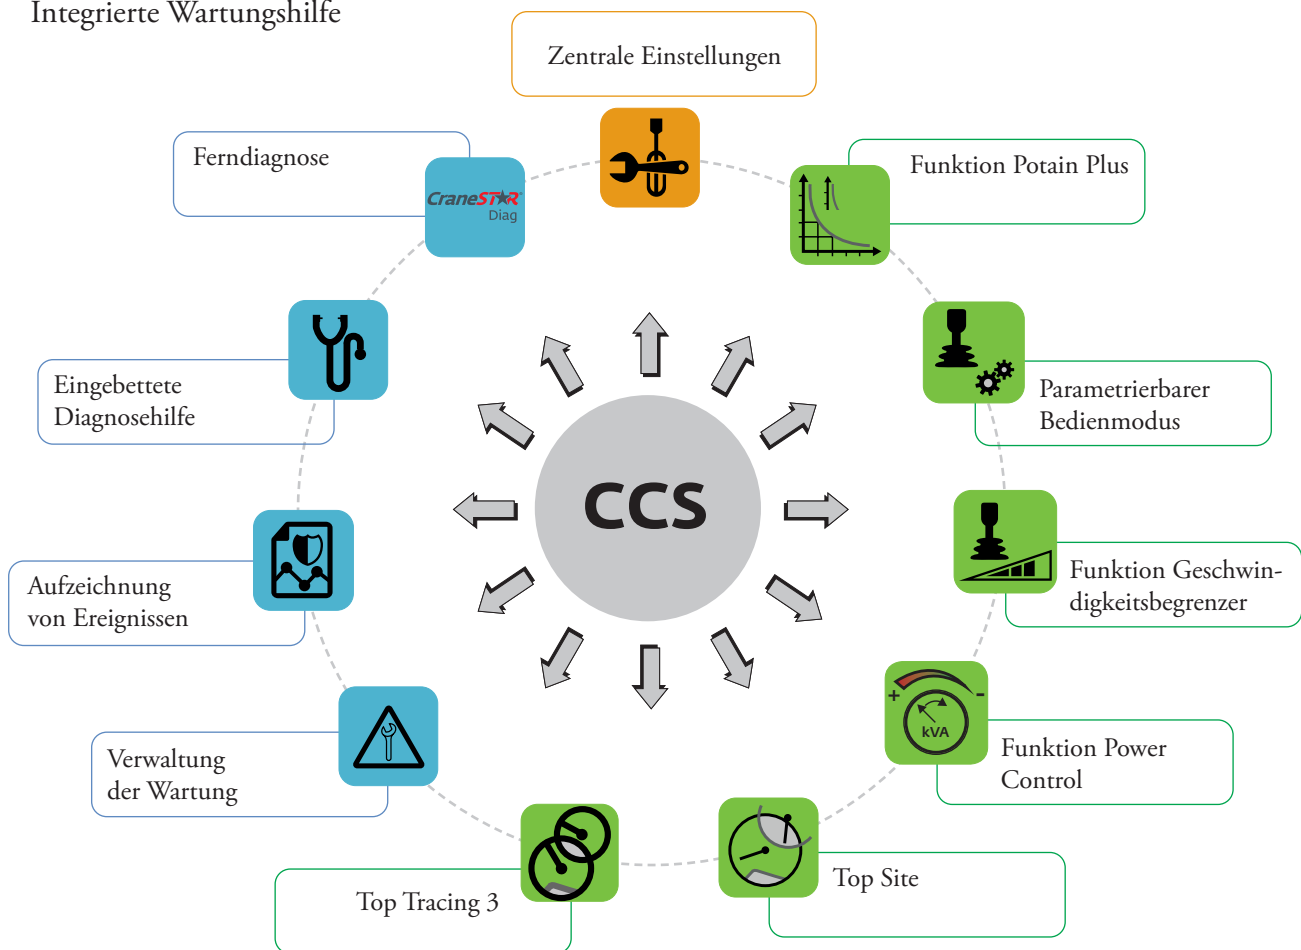 Integrierte Wartungshilfe
Zentrale Einstellungen
Ferndiagnose
CraneSTAR
Diag
Funktion Potain Plus
Eingebettete
Diagnosehilfe
Parametrierbarer
Bedienmodus
CCS
Aufzeichnung
von Ereignissen
Funktion Geschwin-
digkeitsbegrenzer
Verwaltung
der Wartung
+ -
kVA
Funktion Power
Control
Top Tracing 3
Top Site